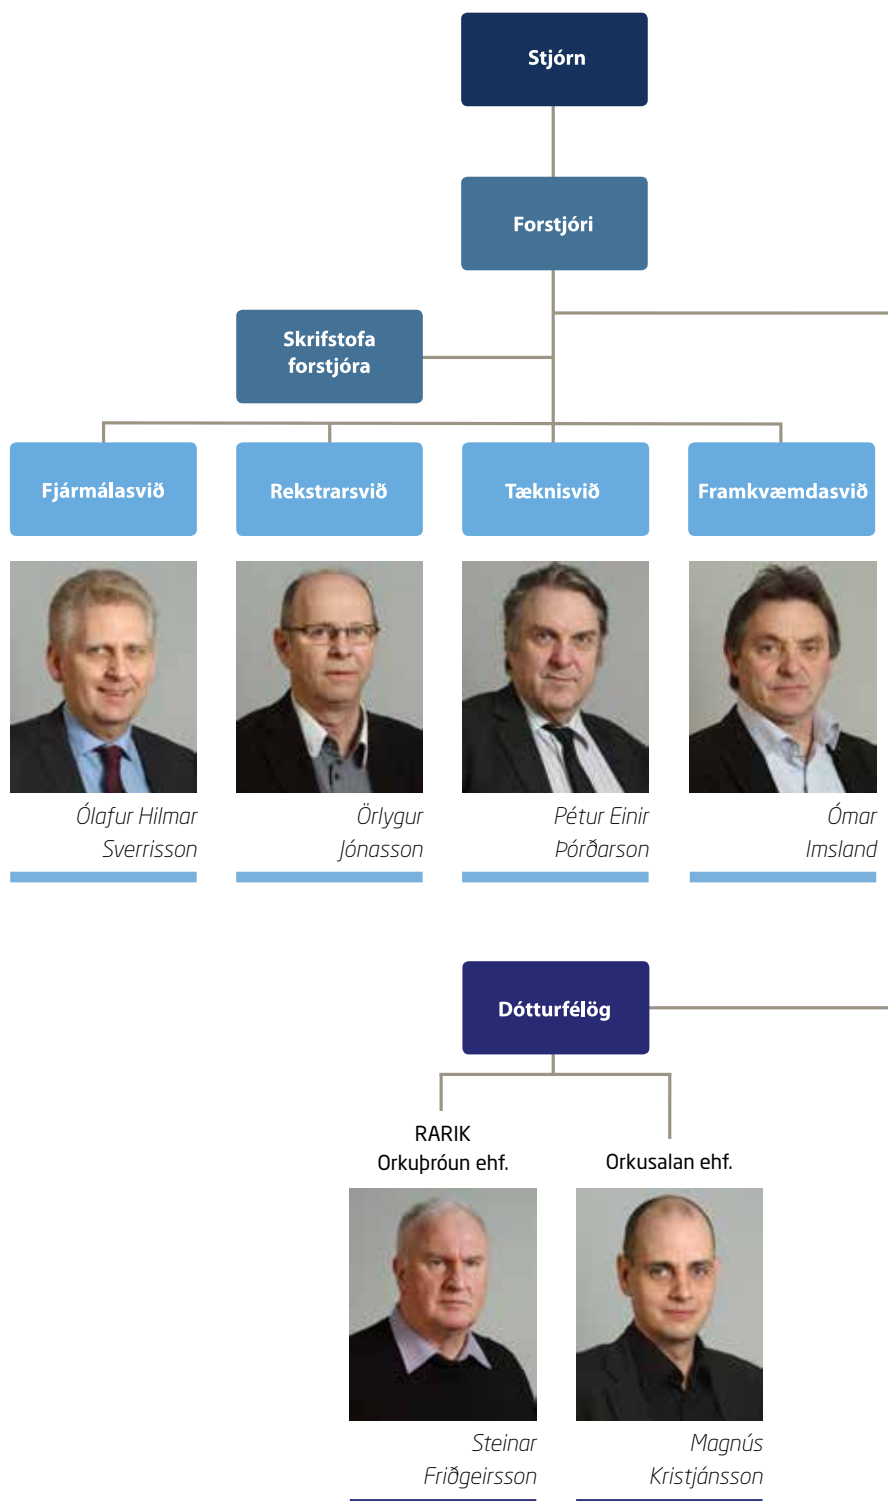 Stjórn
Forstjóri
Skrifstofa
forstjóra
Fjármálasvið
Rekstrarsvið
Tæknisvið
Framkvæmdasvið
Ólafur Hilmar
Sverrisson
Örlygur
Jónasson
Pétur Einir
Þórðarson
Ómar
Imsland
Dótturfélög
RARIK
Orkuþróun ehf.
Orkusalan ehf.
Steinar
Friðgeirsson
Magnús
Kristjánsson